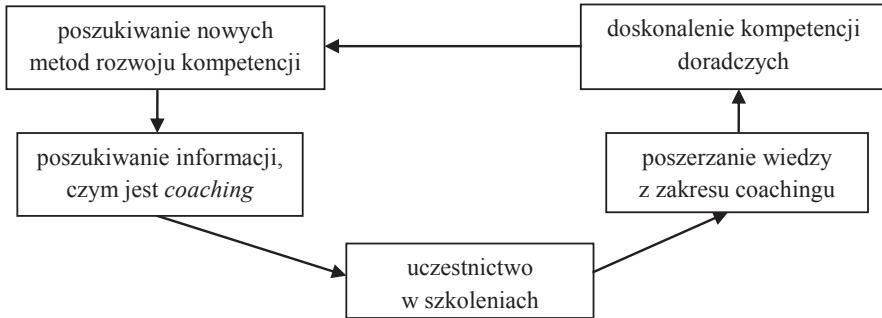 poszukiwanie nowych
metod rozwoju kompetencji
doskonalenie kompetencji
doradczych
poszukiwanie informacji,
czym jest coaching
poszerzanie wiedzy
z zakresu coachingu
uczestnictwo
w szkoleniach